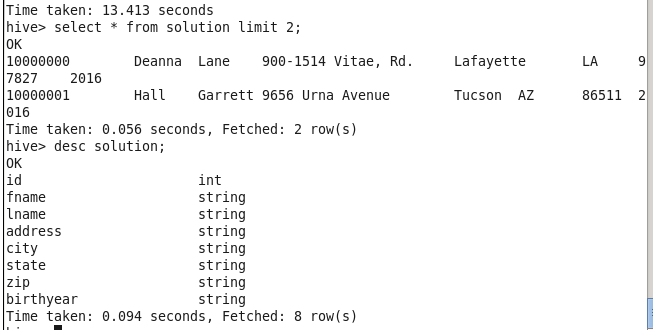 Time taken: 13.413 seconds
hive> select * from solution limit 2;
OK
10000000        Deanna  Lane    900-1514 Vitae, Rd.     Lafayette       LA      9
7827    2016
10000001        Hall    Garrett 9656 Urna Avenue        Tucson  AZ      86511  2
016
Time taken: 0.056 seconds, Fetched: 2 row(s)
hive> desc solution;
OK
id                      int
fname                   string
lname                   string
address                 string
city                    string
state                   string
zip                     string
birthyear               string
Time taken: 0.094 seconds, Fetched: 8 row(s)